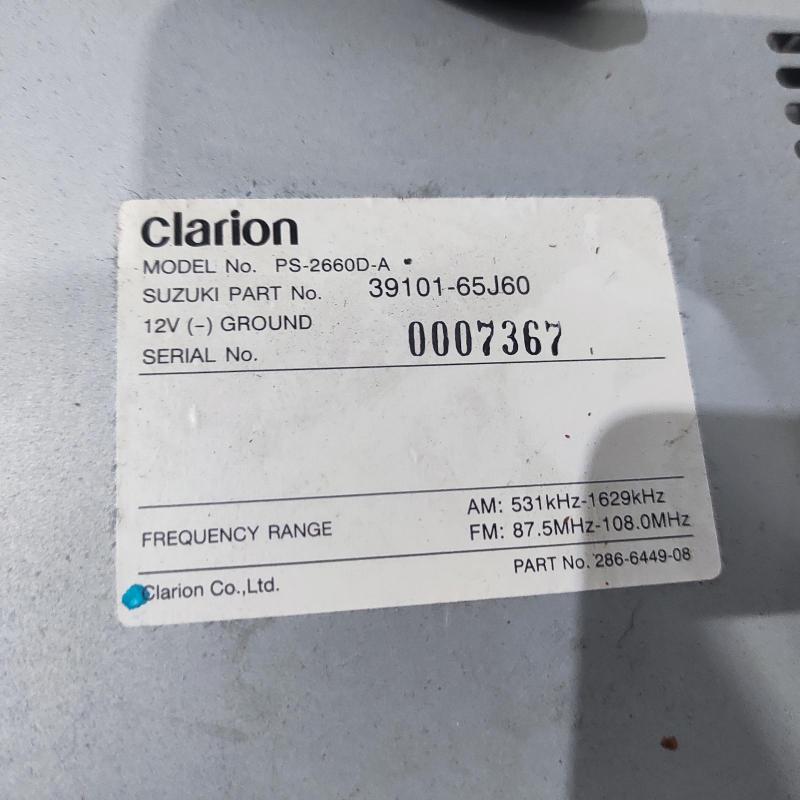 clarion
MODEL No. PS-2660D-A
SUZUKI PART No. 39101-65J60
12V (-) GROUND
SERIAL No. 0007367
FREQUENCY RANGE
AM: 531kHz-1629kHz
FM: 87.5MHz-108.0MHz
Clarion Co.,Ltd.
PART No. 286-6449-08